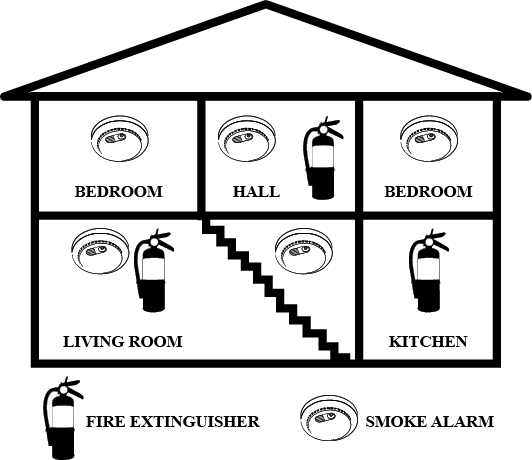 BEDROOM
HALL
BEDROOM
LIVING ROOM
KITCHEN
FIRE EXTINGUISHER
SMOKE ALARM